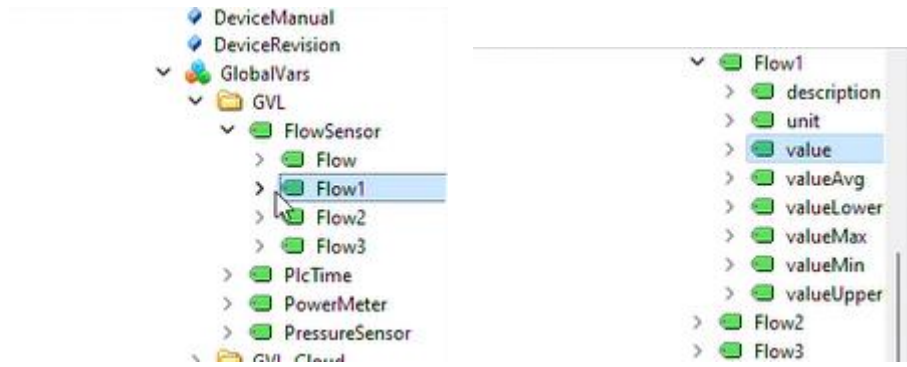 DeviceManual
DeviceRevision
GlobalVars
GVL
FlowSensor
Flow
Flow1
Flow2
Flow3
PlcTime
PowerMeter
PressureSensor
GVL_Cloud
Flow1
description
unit
value
valueAvg
valueLower
valueMax
valueMin
valueUpper
Flow2
Flow3